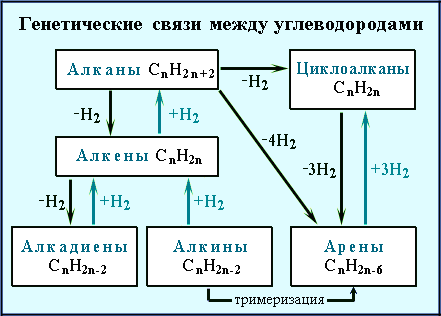 Генетические связи между углеводородами
Алканы CnH2n+2
-H2
Циклоалканы
CnH2n
-H2
+H2
-4H2
Алкены CnH2n
-3H2
+3H2
-H2
+H2
+H2
Алкадиены
CnH2n-2
Алкины
CnH2n-2
Арены
CnH2n-6
тримеризация